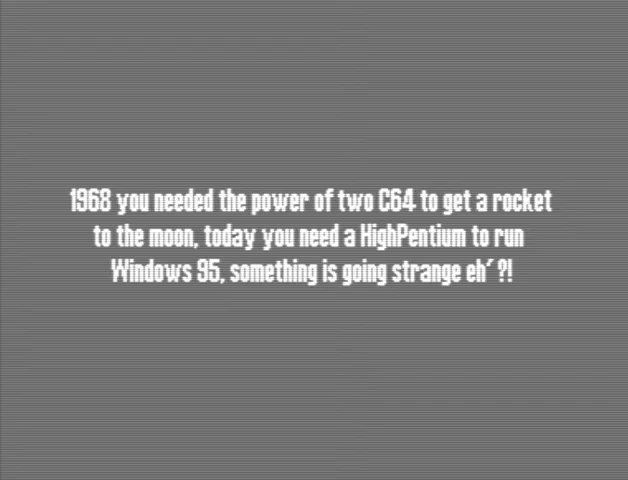 1968 you needed the power of two C64 to get a rocket
to the moon, today you need a HighPentium to run
Windows 95, something is going strange eh´ ?!